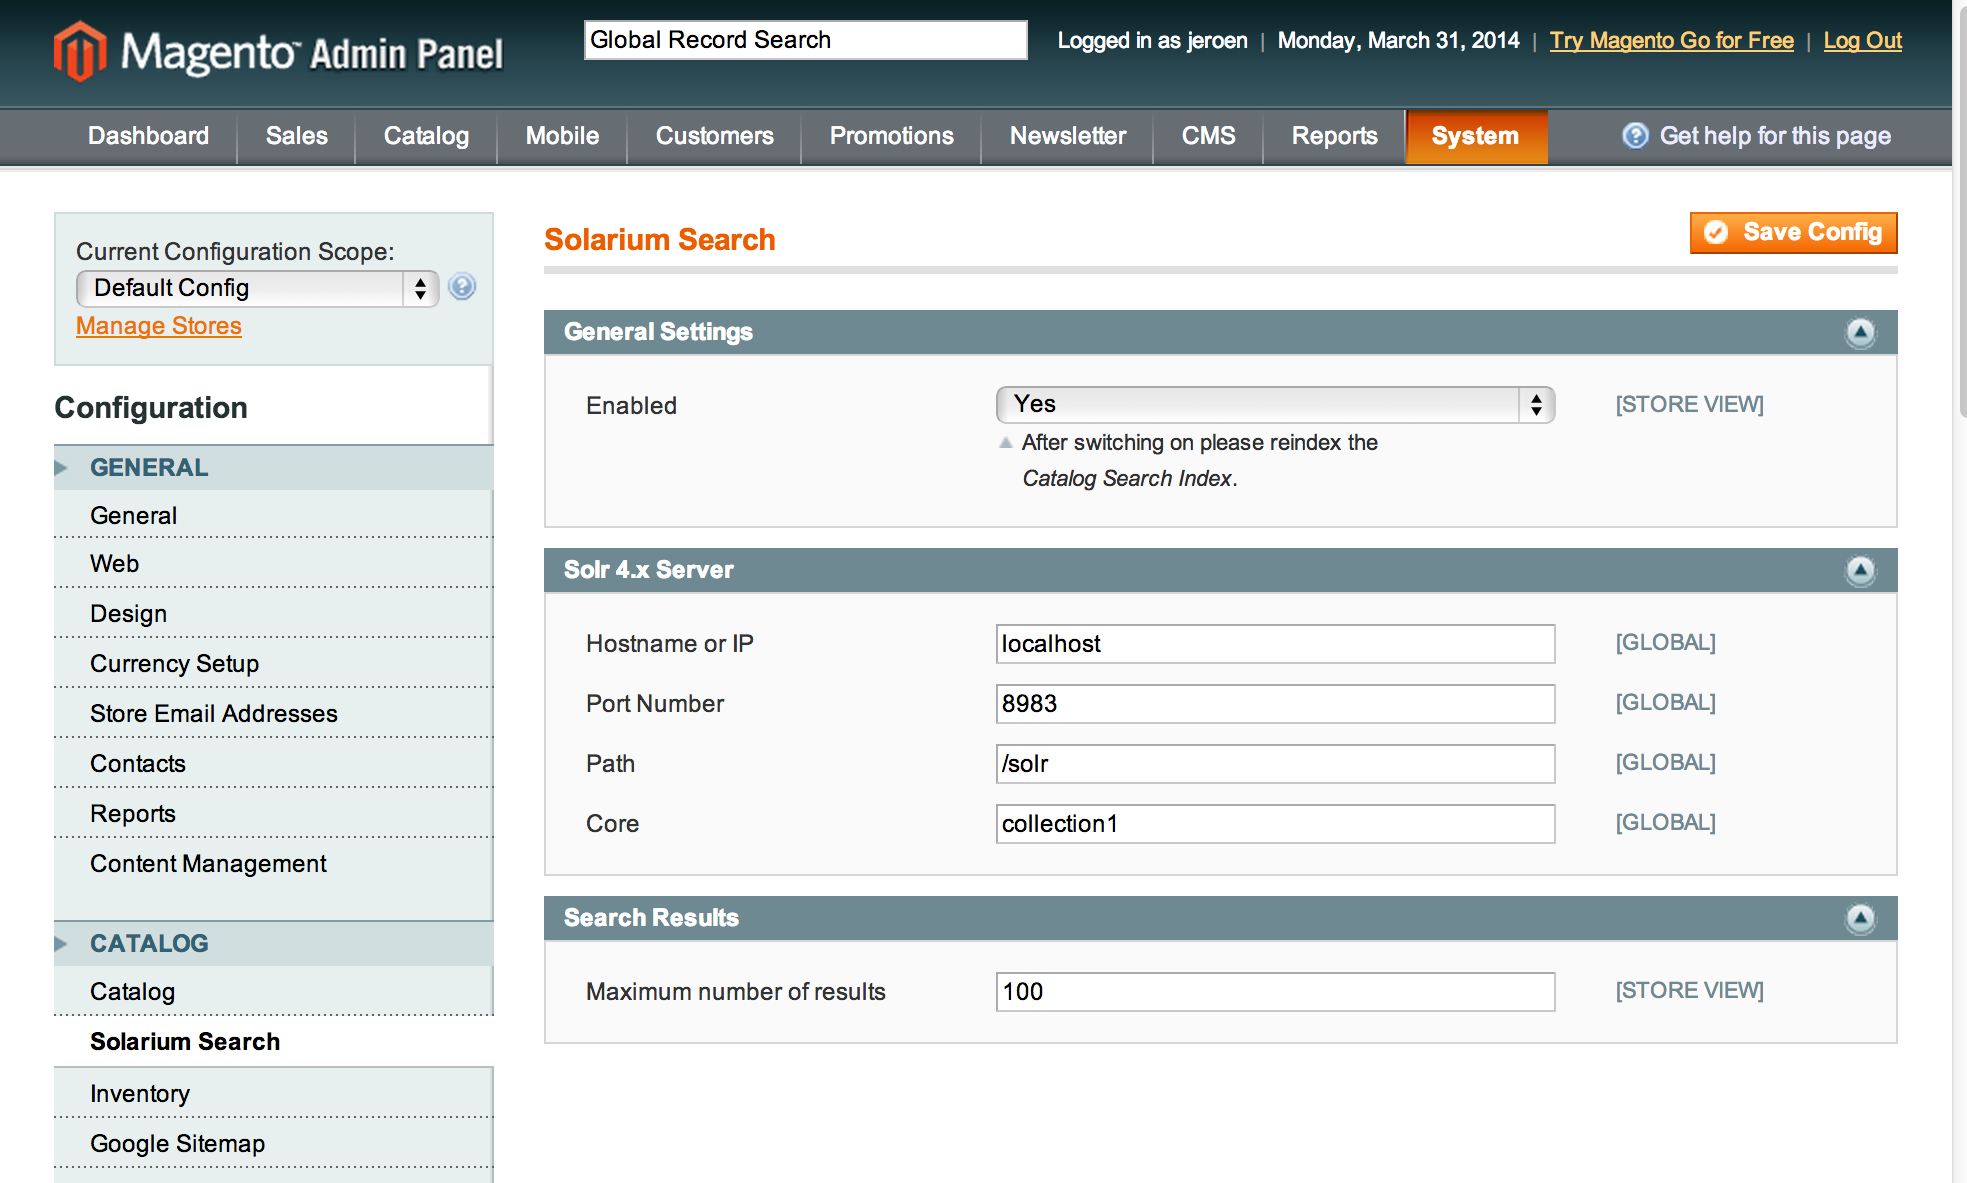 Magento™ Admin Panel
Global Record Search
Logged in as jeroen | Monday, March 31, 2014 | Try Magento Go for Free | Log Out
Dashboard Sales Catalog Mobile Customers Promotions Newsletter CMS Reports System Get help for this page
Current Configuration Scope:
Default Config
Manage Stores
Configuration
GENERAL
General
Web
Design
Currency Setup
Store Email Addresses
Contacts
Reports
Content Management
CATALOG
Catalog
Solarium Search
Inventory
Google Sitemap
Solarium Search
Save Config
General Settings
Enabled Yes [STORE VIEW]
After switching on please reindex the
Catalog Search Index.
Solr 4.x Server
Hostname or IP localhost [GLOBAL]
Port Number 8983 [GLOBAL]
Path /solr [GLOBAL]
Core collection1 [GLOBAL]
Search Results
Maximum number of results 100 [STORE VIEW]